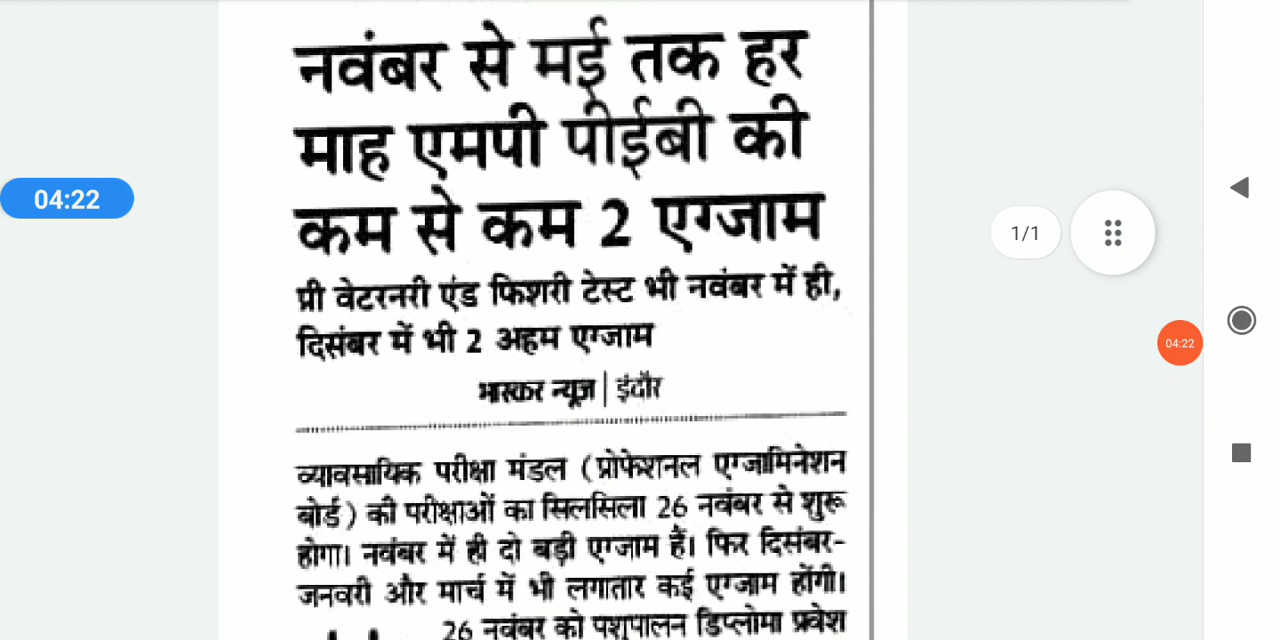 नवंबर से मई तक हर
माह एमपी पीईबी की
कम से कम 2 एग्जाम
प्री वेटरनरी एंड फिशरी टेस्ट भी नवंबर में ही,
दिसंबर में भी 2 अहम एग्जाम
भास्कर न्यूज | इंदौर
व्यावसायिक परीक्षा मंडल (प्रोफेशनल एग्जामिनेशन
बोर्ड) की परीक्षाओं का सिलसिला 26 नवंबर से शुरू
होगा। नवंबर में ही दो बड़ी एग्जाम हैं। फिर दिसंबर-
जनवरी और मार्च में भी लगातार कई एग्जाम होंगी।
26 नवंबर को पशुपालन डिप्लोमा प्रवेश
04:22
1/1
04:22